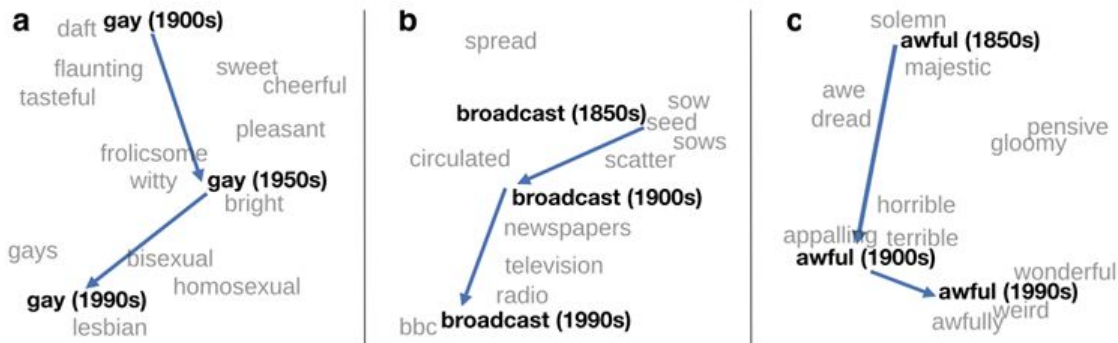 a
daft gay (1900s)
flaunting
sweet
tasteful
cheerful
pleasant
frolicsome
witty
gay (1950s)
bright
gays
bisexual
homosexual
gay (1990s)
lesbian
b
spread
broadcast (1850s)
sow
seed
sows
circulated
scatter
broadcast (1900s)
newspapers
television
radio
bbc broadcast (1990s)
c
solemn
awful (1850s)
majestic
awe
dread
pensive
gloomy
horrible
appalling terrible
awful (1900s)
wonderful
awful (1990s)
weird
awfully